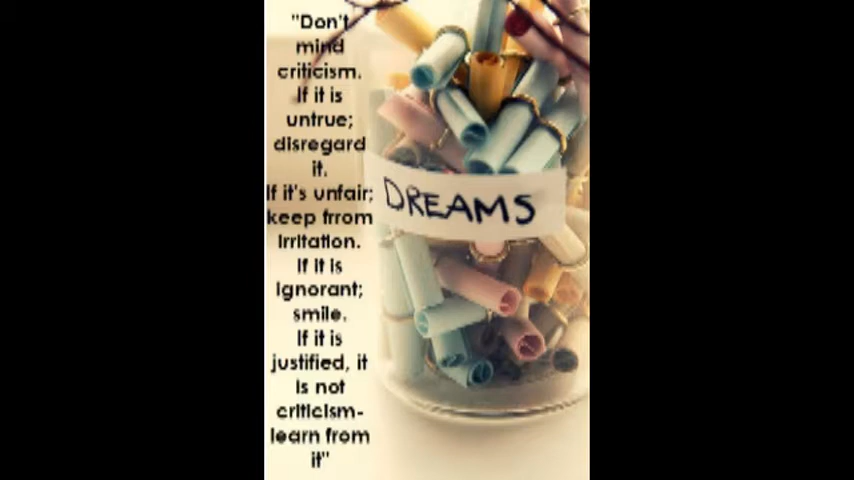 "Don't
mind
criticism.
If it is
untrue;
disregard
it.
If it's unfair;
keep frrom
irritation.
If it is
ignorant;
smile.
If it is
justified, it
is not
criticism-
learn from
it"
DREAMS